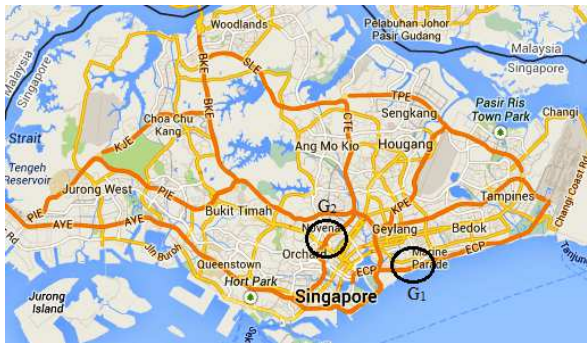 Woodlands
Pelabuhan Johor
Pasir Gudang
Malaysia
Singapore
Malaysia
Singapore
BKE
SLE
BKE
TPE
CTE
Sengkang
Pasir Ris
Town Park
Changi
Strait
KJE
Choa Chu
Kang
Ang Mo Kio
Hougang
Changi Coast Rd
Tengeh
Reservoir
Jurong West
PIE
PIE
Tampines
G2
KPE
PIE
AYE
AYE
Bukit Timah
Novena
Geylang
Bedok
Jln Buroh
Queenstown
Orchard
Marine
Parade
ECP
ECP
Tanjung
Hort Park
Jurong
Island
Singapore
G1